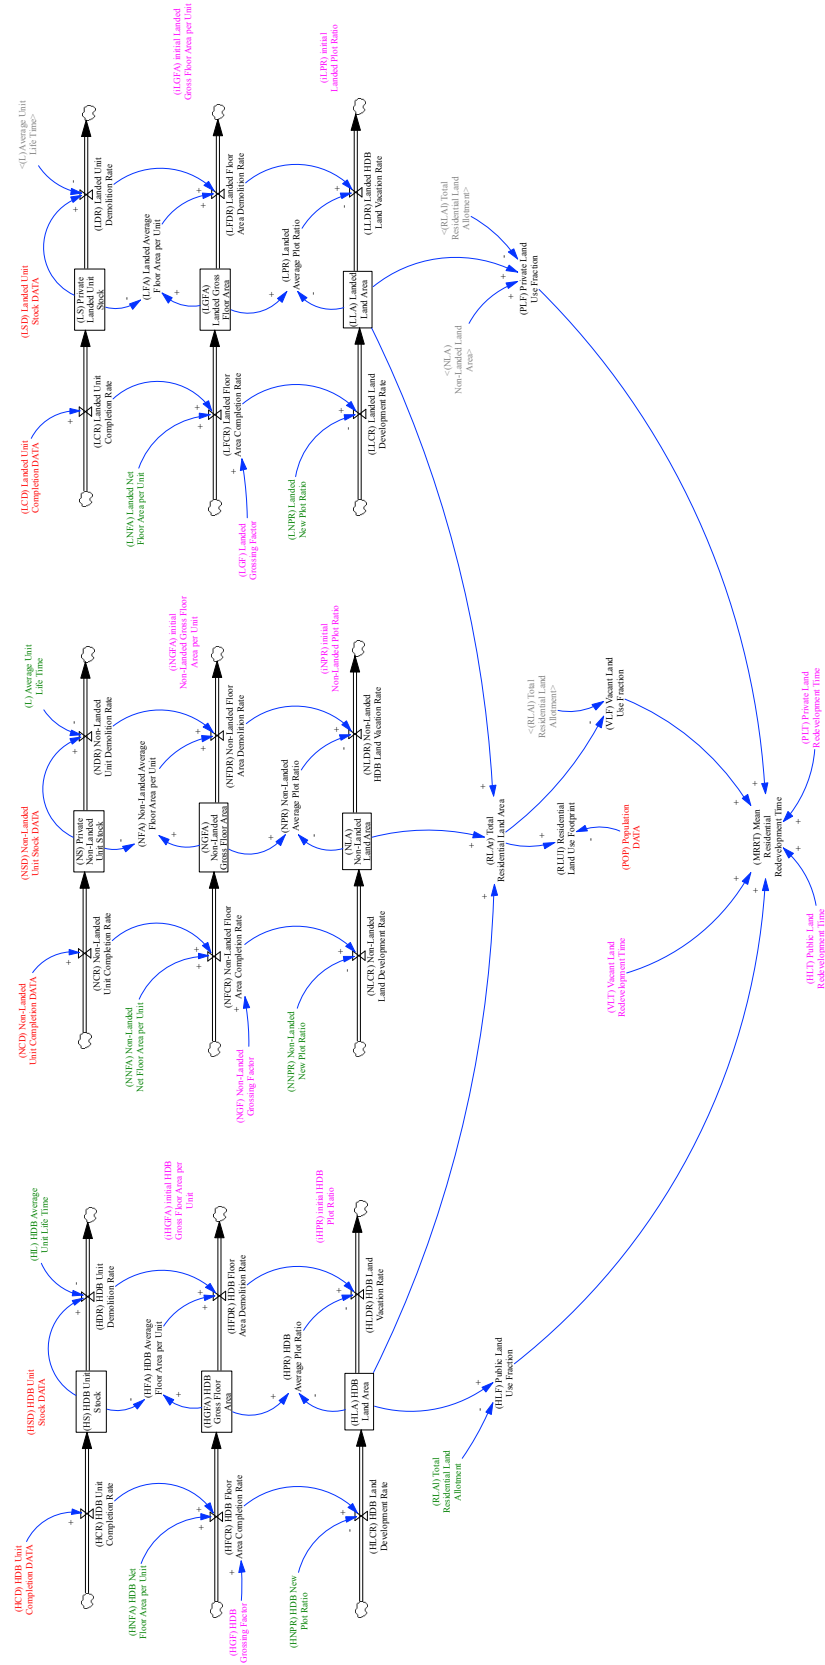 (HCD) HDB Unit
Completion DATA
(HSD) HDB Unit
Stock DATA
(HL) HDB Average
Unit Life Time
(HCR) HDB Unit
Completion Rate
(HS) HDB Unit
Stock
(HDR) HDB Unit
Demolition Rate
(HNFA) HDB Net
Floor Area per Unit
(HFA) HDB Average
Floor Area per Unit
(iHGFA) initial HDB
Gross Floor Area per
Unit
(HGF) HDB
Grossing Factor
(HFCR) HDB Floor
Area Completion Rate
(HGFA) HDB
Gross Floor
Area
(HFDR) HDB Floor
Area Demolition Rate
(HNPR) HDB New
Plot Ratio
(HPR) HDB
Average Plot Ratio
(iHPR) initial HDB
Plot Ratio
(HLCR) HDB Land
Development Rate
(HLA) HDB
Land Area
(HLDR) HDB Land
Vacation Rate
(NCD) Non-Landed
Unit Completion DATA
(NSD) Non-Landed
Unit Stock DATA
(L) Average Unit
Life Time
(NCR) Non-Landed
Unit Completion Rate
(NS) Private
Non-Landed
Unit Stock
(NDR) Non-Landed
Unit Demolition Rate
(NNFA) Non-Landed
Net Floor Area per Unit
(NFA) Non-Landed Average
Floor Area per Unit
(iNGFA) initial
Non-Landed Gross Floor
Area per Unit
(NGF) Non-Landed
Grossing Factor
(NFCR) Non-Landed Floor
Area Completion Rate
(NGFA)
Non-Landed
Gross Floor Area
(NFDR) Non-Landed Floor
Area Demolition Rate
(NNPR) Non-Landed
New Plot Ratio
(NPR) Non-Landed
Average Plot Ratio
(iNPR) initial
Non-Landed Plot Ratio
(NLCR) Non-Landed
Land Development Rate
(NLA)
Non-Landed
Land Area
(NLDR) Non-Landed
HDB Land Vacation Rate
(LCD) Landed Unit
Completion DATA
(LSD) Landed Unit
Stock DATA
<(L) Average Unit
Life Time>
(LCR) Landed Unit
Completion Rate
(LS) Private
Landed Unit
Stock
(LDR) Landed Unit
Demolition Rate
(LNFA) Landed Net
Floor Area per Unit
(LFA) Landed Average
Floor Area per Unit
(iLGFA) initial Landed
Gross Floor Area per Unit
(LGF) Landed
Grossing Factor
(LFCR) Landed Floor
Area Completion Rate
(LGFA)
Landed Gross
Floor Area
(LFDR) Landed Floor
Area Demolition Rate
(LNPR) Landed
New Plot Ratio
(LPR) Landed
Average Plot Ratio
(iLPR) initial
Landed Plot Ratio
(LLCR) Landed Land
Development Rate
(LLA) Landed
Land Area
(LLDR) Landed HDB
Land Vacation Rate
(RLAl) Total
Residential Land
Allotment
(HLF) Public Land
Use Fraction
(RLAr) Total
Residential Land Area
<(RLAl) Total
Residential Land
Allotment>
(RLUI) Residential
Land Use Footprint
(VLF) Vacant Land
Use Fraction
(POP) Population
DATA
<(NLA)
Non-Landed Land
Area>
<(RLAl) Total
Residential Land
Allotment>
(PLF) Private Land
Use Fraction
(VLT) Vacant Land
Redevelopment Time
(MRRT) Mean
Residential
Redevelopment Time
(HLT) Public Land
Redevelopment Time
(PLT) Private Land
Redevelopment Time